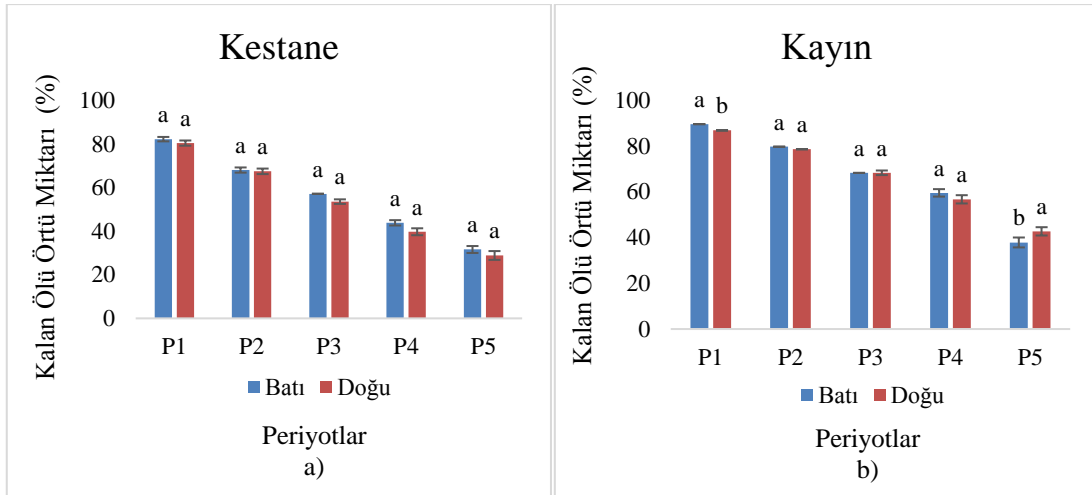 Kestane
Kalan Ölü Örtü Miktarı (%)
100
80
60
40
20
0
a a
a a
a a
a a
a a
P1 P2 P3 P4 P5
Batı Doğu
Periyotlar
a)
Kayın
Kalan Ölü Örtü Miktarı (%)
100
80
60
40
20
0
a b
a a
a a
a a
b a
P1 P2 P3 P4 P5
Batı Doğu
Periyotlar
b)